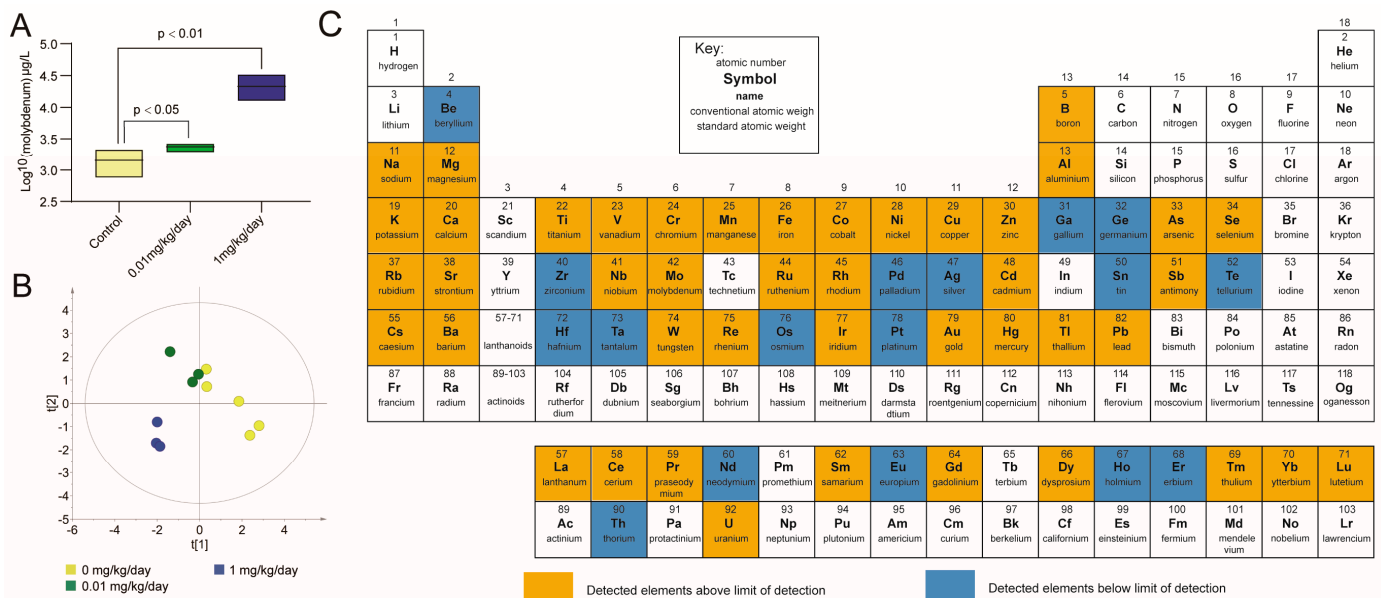 A
5.0
4.5
4.0
3.5
3.0
2.5
Log10(molybdenum) µg/L
p < 0.01
p < 0.05
Control
0.01mg/kg/day
1mg/kg/day
B
4
3
2
1
0
-1
-2
-3
-4
-5
t[2]
-6 -4 -2 0 2 4
t[1]
0 mg/kg/day
0.01 mg/kg/day
1 mg/kg/day
C
Key:
atomic number
Symbol
name
conventional atomic weigh
standard atomic weight
1 18
1 2
H He
hydrogen helium
2 13 14 15 16 17
3 4 5 6 7 8 9 10
Li Be B C N O F Ne
lithium beryllium boron carbon nitrogen oxygen fluorine neon
11 12 13 14 15 16 17 18
Na Mg Al Si P S Cl Ar
sodium magnesium aluminium silicon phosphorus sulfur chlorine argon
3 4 5 6 7 8 9 10 11 12
19 20 21 22 23 24 25 26 27 28 29 30 31 32 33 34 35 36
K Ca Sc Ti V Cr Mn Fe Co Ni Cu Zn Ga Ge As Se Br Kr
potassium calcium scandium titanium vanadium chromium manganese iron cobalt nickel copper zinc gallium germanium arsenic selenium bromine krypton
37 38 39 40 41 42 43 44 45 46 47 48 49 50 51 52 53 54
Rb Sr Y Zr Nb Mo Tc Ru Rh Pd Ag Cd In Sn Sb Te I Xe
rubidium strontium yttrium zirconium niobium molybdenum technetium ruthenium rhodium palladium silver cadmium indium tin antimony tellurium iodine xenon
55 56 57-71 72 73 74 75 76 77 78 79 80 81 82 83 84 85 86
Cs Ba Hf Ta W Re Os Ir Pt Au Hg Tl Pb Bi Po At Rn
caesium barium lanthanoids hafnium tantalum tungsten rhenium osmium iridium platinum gold mercury thallium lead bismuth polonium astatine radon
87 88 89-103 104 105 106 107 108 109 110 111 112 113 114 115 116 117 118
Fr Ra Rf Db Sg Bh Hs Mt Ds Rg Cn Nh Fl Mc Lv Ts Og
francium radium actinoids rutherfor dubnium seaborgium bohrium hassium meitnerium darmsta roentgenium copernicium nihonium flerovium moscovium livermorium tennessine oganesson
dium dtium
57 58 59 60 61 62 63 64 65 66 67 68 69 70 71
La Ce Pr Nd Pm Sm Eu Gd Tb Dy Ho Er Tm Yb Lu
lanthanum cerium praseody neodymium promethium samarium europium gadolinium terbium dysprosium holmium erbium thulium ytterbium lutetium
mium
89 90 91 92 93 94 95 96 97 98 99 100 101 102 103
Ac Th Pa U Np Pu Am Cm Bk Cf Es Fm Md No Lr
actinium thorium protactinium uranium neptunium plutonium americium curium berkelium californium einsteinium fermium mendele nobelium lawrencium
vium
Detected elements above limit of detection
Detected elements below limit of detection